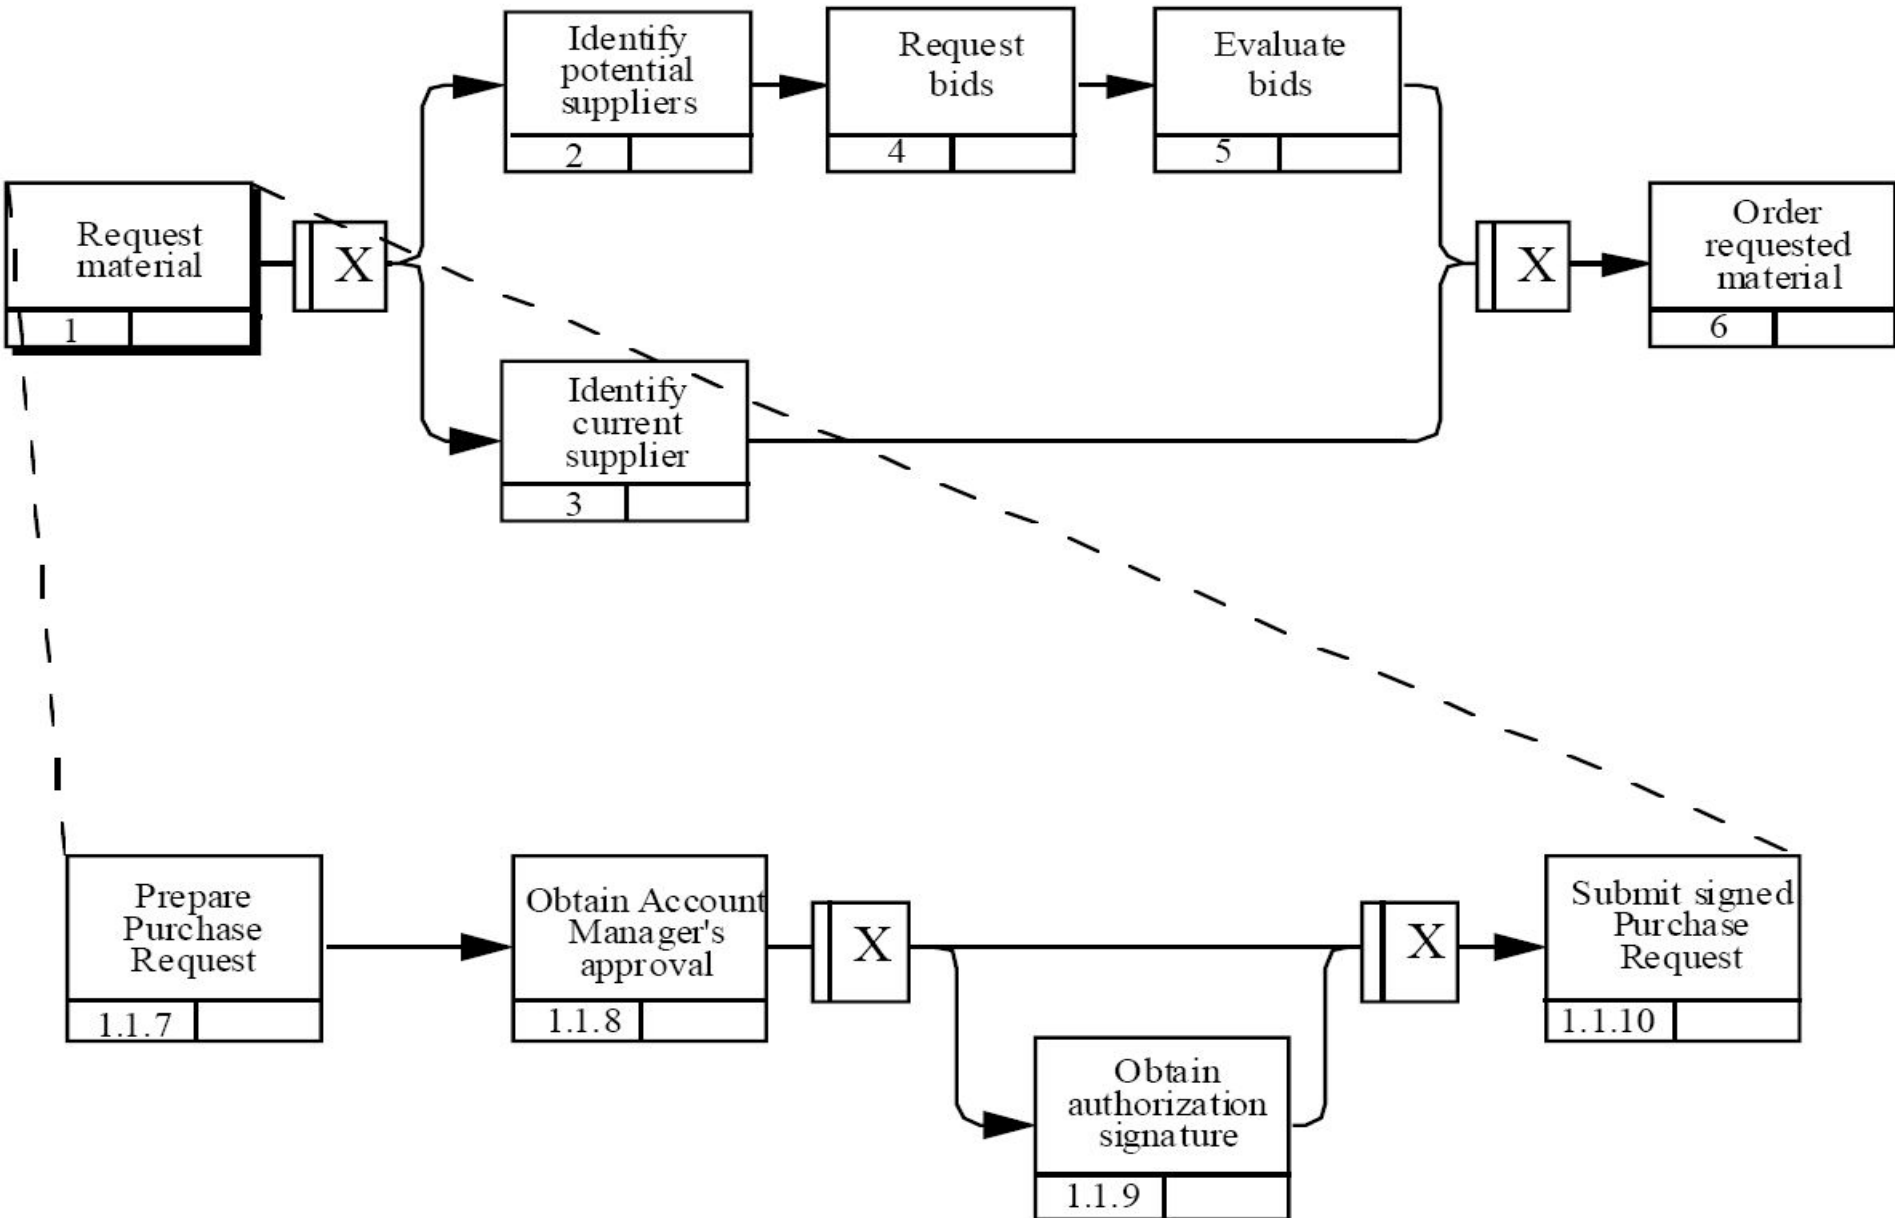 Identify
potential
suppliers
2
Request
bids
4
Evaluate
bids
5
Request
material
1
X
X
Order
requested
material
6
Identify
current
supplier
3
Prepare
Purchase
Request
1.1.7
Obtain Account
Manager's
approval
1.1.8
X
X
Submit signed
Purchase
Request
1.1.10
Obtain
authorization
signature
1.1.9